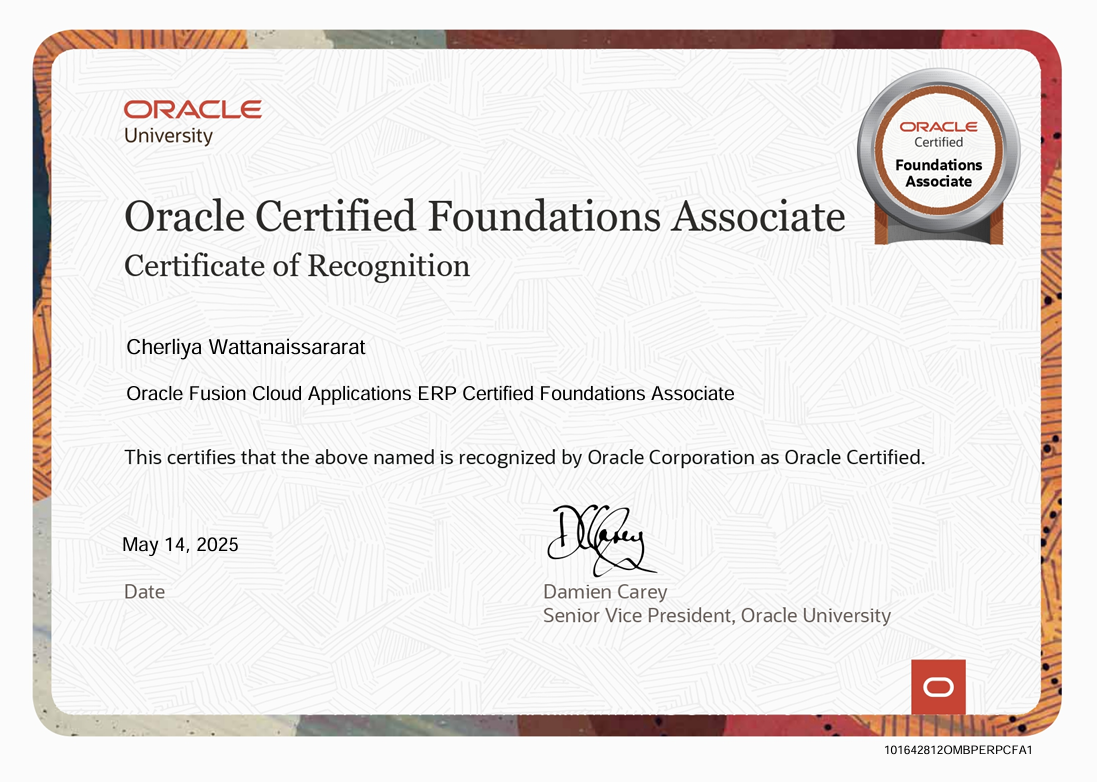 ORACLE
University
ORACLE
Certified
Foundations
Associate
Oracle Certified Foundations Associate
Certificate of Recognition
Cherliya Wattanaissararat
Oracle Fusion Cloud Applications ERP Certified Foundations Associate
This certifies that the above named is recognized by Oracle Corporation as Oracle Certified.
May 14, 2025
Date
DCarey
Damien Carey
Senior Vice President, Oracle University
101642812OMBPERPCFA1